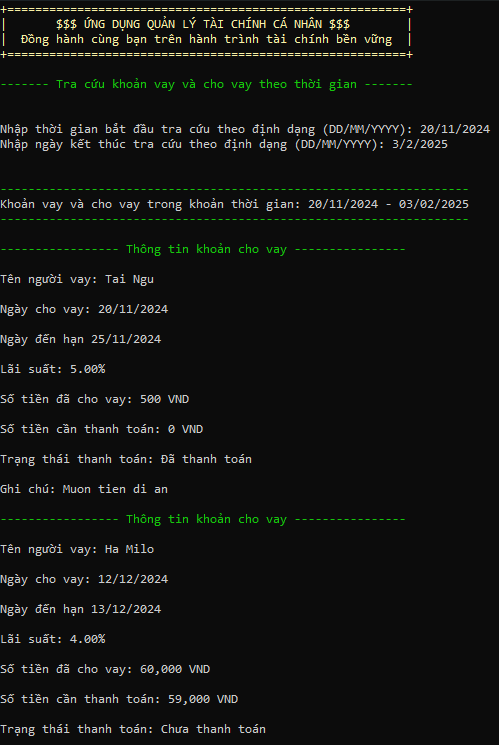 +=========================================================+
|       $$$ ỨNG DỤNG QUẢN LÝ TÀI CHÍNH CÁ NHÂN $$$        |
|  Đồng hành cùng bạn trên hành trình tài chính bền vững  |
+=========================================================+
------- Tra cứu khoản vay và cho vay theo thời gian -------
Nhập thời gian bắt đầu tra cứu theo định dạng (DD/MM/YYYY): 20/11/2024
Nhập ngày kết thúc tra cứu theo định dạng (DD/MM/YYYY): 3/2/2025
-------------------------------------------------------------------
Khoản vay và cho vay trong khoản thời gian: 20/11/2024 - 03/02/2025
-------------------------------------------------------------------
----------------- Thông tin khoản cho vay ----------------
Tên người vay: Tai Ngu
Ngày cho vay: 20/11/2024
Ngày đến hạn 25/11/2024
Lãi suất: 5.00%
Số tiền đã cho vay: 500 VND
Số tiền cần thanh toán: 0 VND
Trạng thái thanh toán: Đã thanh toán
Ghi chú: Muon tien di an
----------------- Thông tin khoản cho vay ----------------
Tên người vay: Ha Milo
Ngày cho vay: 12/12/2024
Ngày đến hạn 13/12/2024
Lãi suất: 4.00%
Số tiền đã cho vay: 60,000 VND
Số tiền cần thanh toán: 59,000 VND
Trạng thái thanh toán: Chưa thanh toán